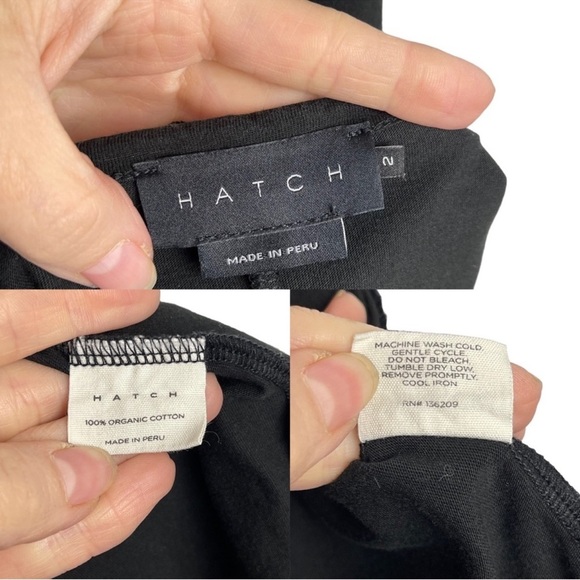 HATCH
2
MADE IN PERU
HATCH
100% ORGANIC COTTON
MADE IN PERU
MACHINE WASH COLD.
GENTLE CYCLE.
DO NOT BLEACH.
TUMBLE DRY LOW.
REMOVE PROMPTLY.
COOL IRON
RN# 136209